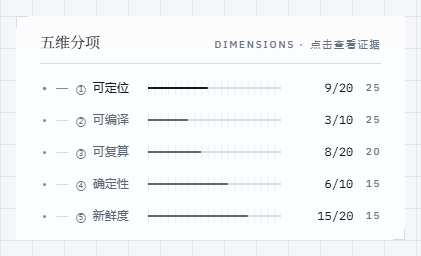 五维分项 DIMENSIONS · 点击查看证据
① 可定位 9/20 25
② 可编译 3/10 25
③ 可复算 8/20 20
④ 确定性 6/10 15
⑤ 新鲜度 15/20 15